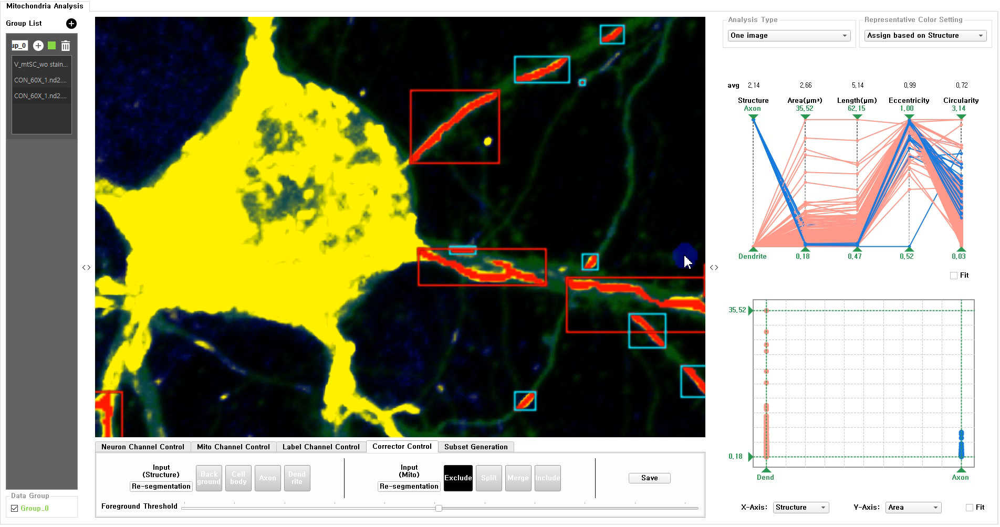 Mitochondria Analysis
Group List
up_0
V_mtSC_wo stain...
CON_60X_1.nd2....
CON_60X_1.nd2....
Data Group
Group_0
Neuron Channel Control
Mito Channel Control
Label Channel Control
Corrector Control
Subset Generation
Input
(Structure)
Re-segmentation
Back
ground
Cell
body
Axon
Dend
rite
Input
(Mito)
Re-segmentation
Exclude
Split
Merge
Include
Save
Foreground Threshold
Analysis Type
One image
Representative Color Setting
Assign based on Structure
avg 2,14 2,66 5,14 0,99 0,72
Structure Area(μm²) Length(μm) Eccentricity Circularity
Axon 35,52 62,15 1,00 3,14
Dendrite 0,18 0,47 0,52 0,03
Fit
35,52
0,18
Dend Axon
X-Axis: Structure Y-Axis: Area Fit